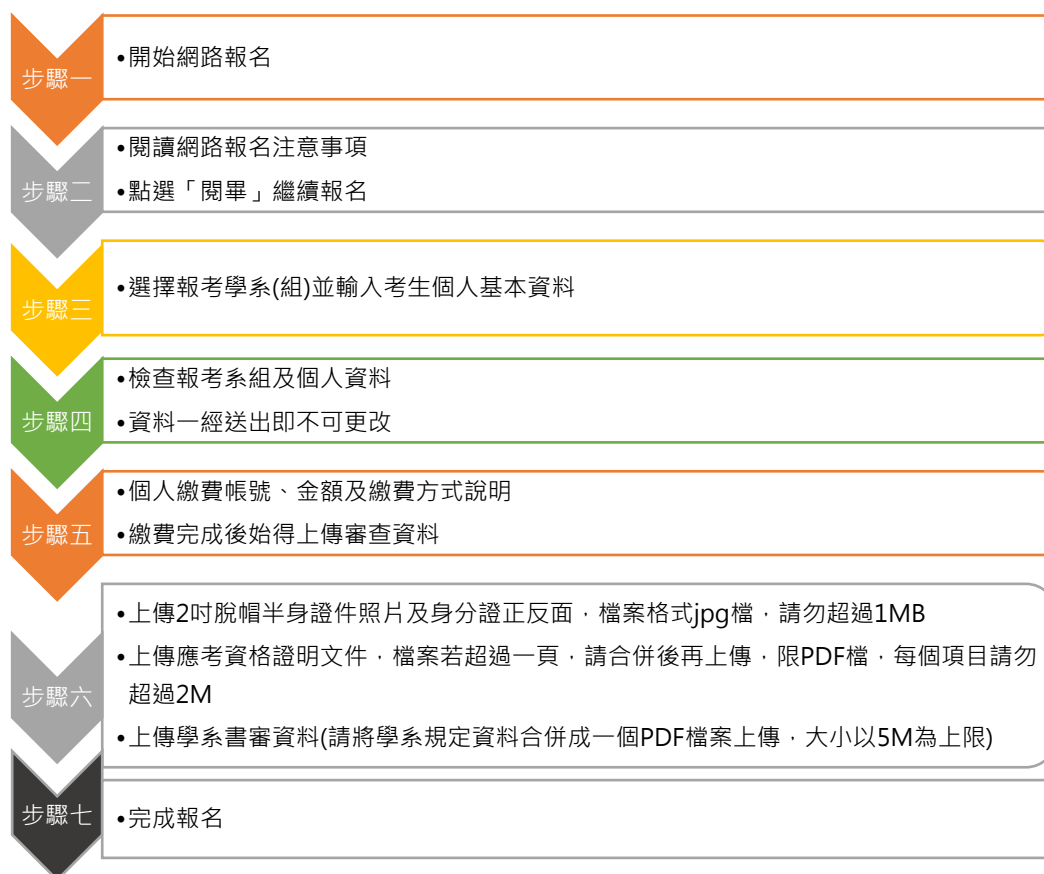 步驟一
•開始網路報名
步驟二
•閱讀網路報名注意事項
•點選「閱畢」繼續報名
步驟三
•選擇報考學系(組)並輸入考生個人基本資料
步驟四
•檢查報考系組及個人資料
•資料一經送出即不可更改
步驟五
•個人繳費帳號、金額及繳費方式說明
•繳費完成後始得上傳審查資料
步驟六
•上傳2吋脫帽半身證件照片及身分證正反面，檔案格式jpg檔，請勿超過1MB
•上傳應考資格證明文件，檔案若超過一頁，請合併後再上傳，限PDF檔，每個項目請勿
超過2M
•上傳學系書審資料(請將學系規定資料合併成一個PDF檔案上傳，大小以5M為上限)
步驟七
•完成報名